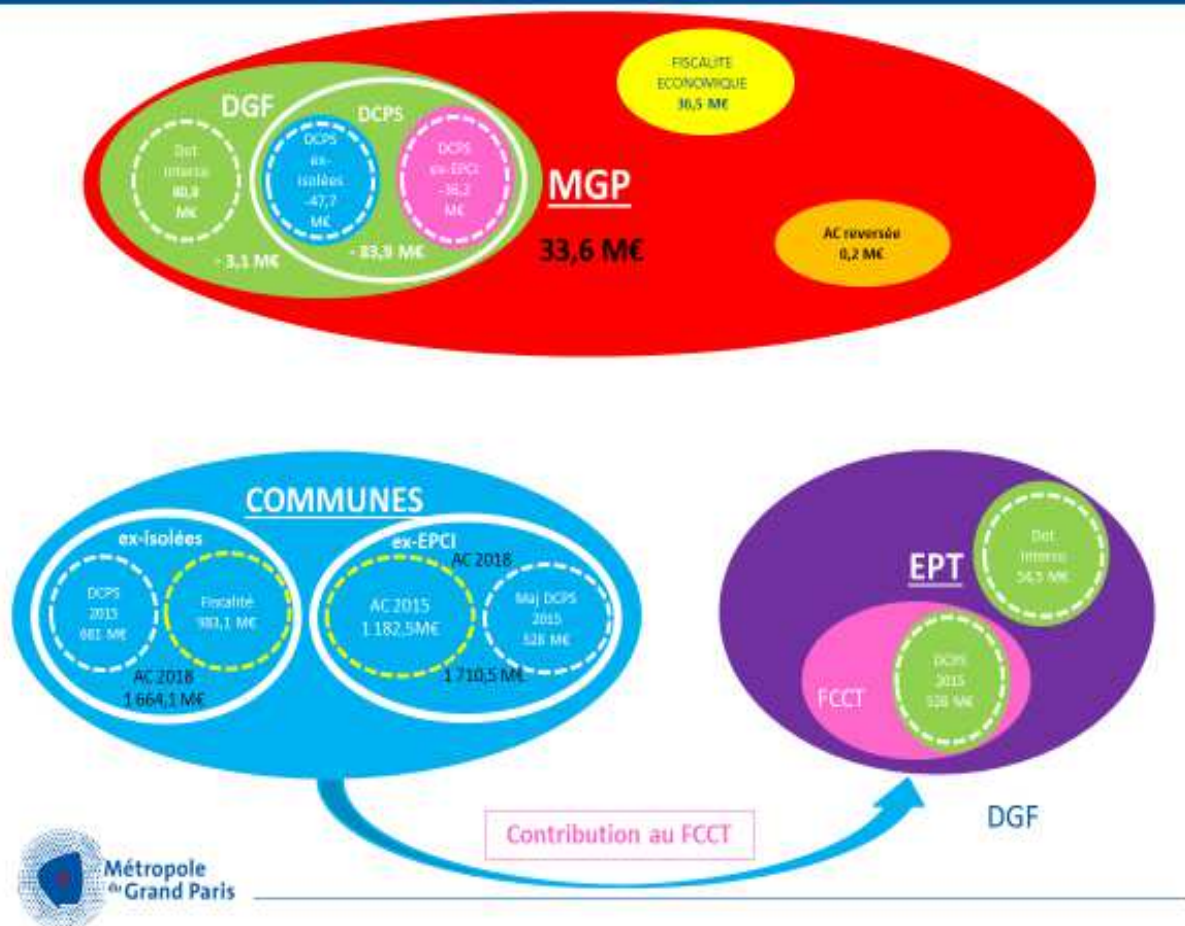 FISCALITE
ECONOMIQUE
36,5 M€
DGF
DCPS
Dot
Interco
80,8
M€
DCPS
ex-
isolées
-47,7
M€
DCPS
ex-EPCI
-36,2
M€
- 3,1 M€
- 83,9 M€
MGP
33,6 M€
AC reversée
0,2 M€
COMMUNES
ex-isolées
DCPS
2015
681 M€
Fiscalité
983,1 M€
AC 2018
1 664,1 M€
ex-EPCI
AC 2018
AC 2015
1 182,5M€
Maj DCPS
2015
528 M€
1 710,5 M€
EPT
Dot
Interco
M€
FCCT
DCPS
2015
528 M€
DGF
Contribution au FCCT
Métropole
du Grand Paris